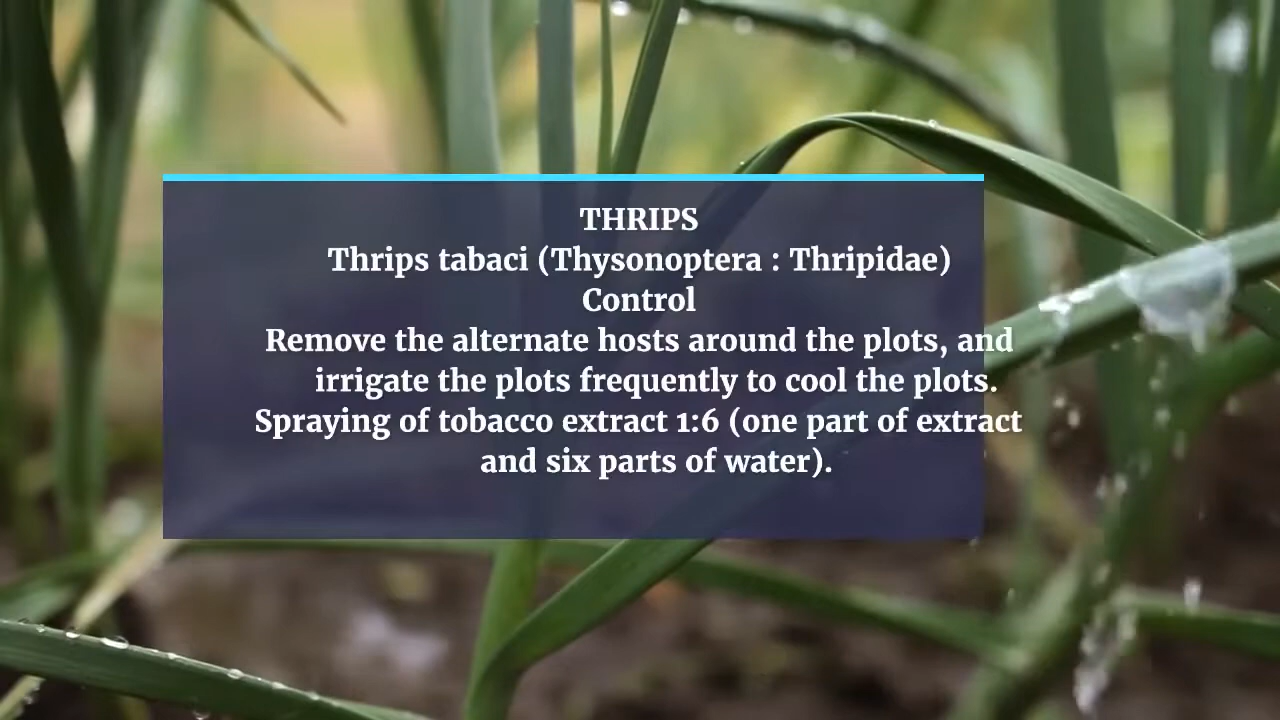 THRIPS
Thrips tabaci (Thysonoptera : Thripidae)
Control
Remove the alternate hosts around the plots, and
irrigate the plots frequently to cool the plots.
Spraying of tobacco extract 1:6 (one part of extract
and six parts of water).